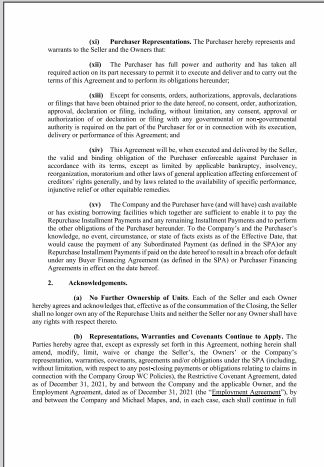 (xi) Purchaser Representations. The Purchaser hereby represents and
warrants to the Seller and the Owners that:
(xii) The Purchaser has full power and authority and has taken all
required action on its part necessary to permit it to execute and deliver and to carry out the
terms of this Agreement and to perform its obligations hereunder;
(xiii) Except for consents, orders, authorizations, approvals, declarations
or filings that have been obtained prior to the date hereof, no consent, order, authorization,
approval, declaration or filing, including, without limitation, any consent, approval or
authorization of or declaration or filing with any governmental or non-governmental
authority is required on the part of the Purchaser for or in connection with its execution,
delivery or performance of this Agreement; and
(xiv) This Agreement will be, when executed and delivered by the Seller,
the valid and binding obligation of the Purchaser enforceable against Purchaser in
accordance with its terms, except as limited by applicable bankruptcy, insolvency,
reorganization, moratorium and other laws of general application affecting enforcement of
creditors' rights generally, and by laws related to the availability of specific performance,
injunctive relief or other equitable remedies.
(xv) The Company and the Purchaser have (and will have) cash available
or has existing borrowing facilities which together are sufficient to enable it to pay the
Repurchase Installment Payments and any remaining Installment Payments and to perform
the other obligations of the Purchaser hereunder. To the Company's and the Purchaser's
knowledge, no event, circumstance, or state of facts exists as of the Effective Date, that
would cause the payment of any Subordinated Payment (as defined in the SPA)or any
Repurchase Installment Payments if paid on the date hereof to result in a breach of or default
under any Buyer Financing Agreement (as defined in SPA) or Purchaser Financing
Agreements in effect on the date hereof.
2. Acknowledgements.
(a) No Further Ownership of Units. Each of the Seller and each Owner
hereby agrees and acknowledges that, effective as of the consummation of the Closing, the Seller
shall no longer own any of the Repurchase Units and neither the Seller nor any Owner shall have
any rights with respect thereto.
(b) Representations, Warranties and Covenants Continue to Apply. The
Parties hereby agree that, except as expressly set forth in this Agreement, nothing herein shall
amend, modify, limit, waive or change the Seller's, the Owners' or the Company's
representation, warranties, covenants, agreements and/or obligations under the SPA (including,
without limitation, with respect to any post-closing payments or obligations relating to claims in
connection with the Company Group WC Policies), the Restrictive Covenant Agreement, dated
as of December 31, 2021, by and between the Company and the applicable Owner, and the
Employment Agreement, dated as of December 31, 2021 (the "Employment Agreement"), by
and between the Company and Michael Mapes, and, in each case, each shall continue in full